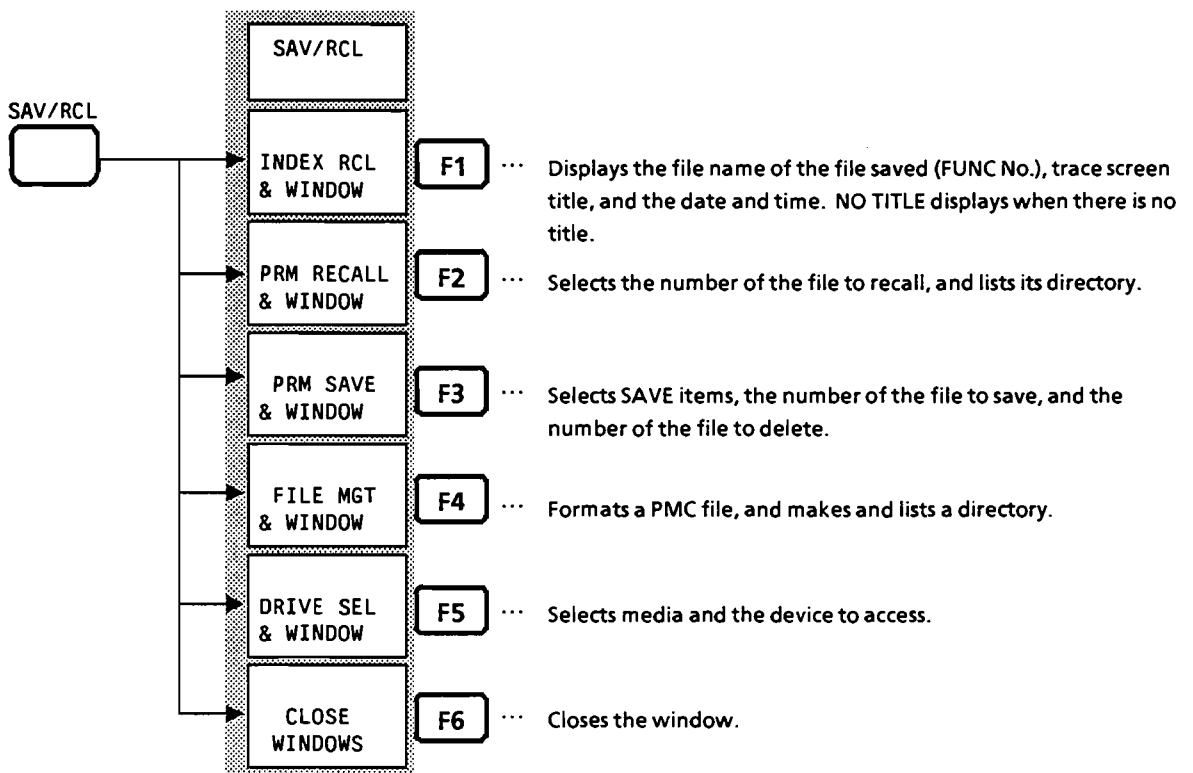 SAV/RCL
SAV/RCL
INDEX RCL
& WINDOW
F1 ... Displays the file name of the file saved (FUNC No.), trace screen
title, and the date and time. NO TITLE displays when there is no
title.
PRM RECALL
& WINDOW
F2 ... Selects the number of the file to recall, and lists its directory.
PRM SAVE
& WINDOW
F3 ... Selects SAVE items, the number of the file to save, and the
number of the file to delete.
FILE MGT
& WINDOW
F4 ... Formats a PMC file, and makes and lists a directory.
DRIVE SEL
& WINDOW
F5 ... Selects media and the device to access.
CLOSE
WINDOWS
F6 ... Closes the window.